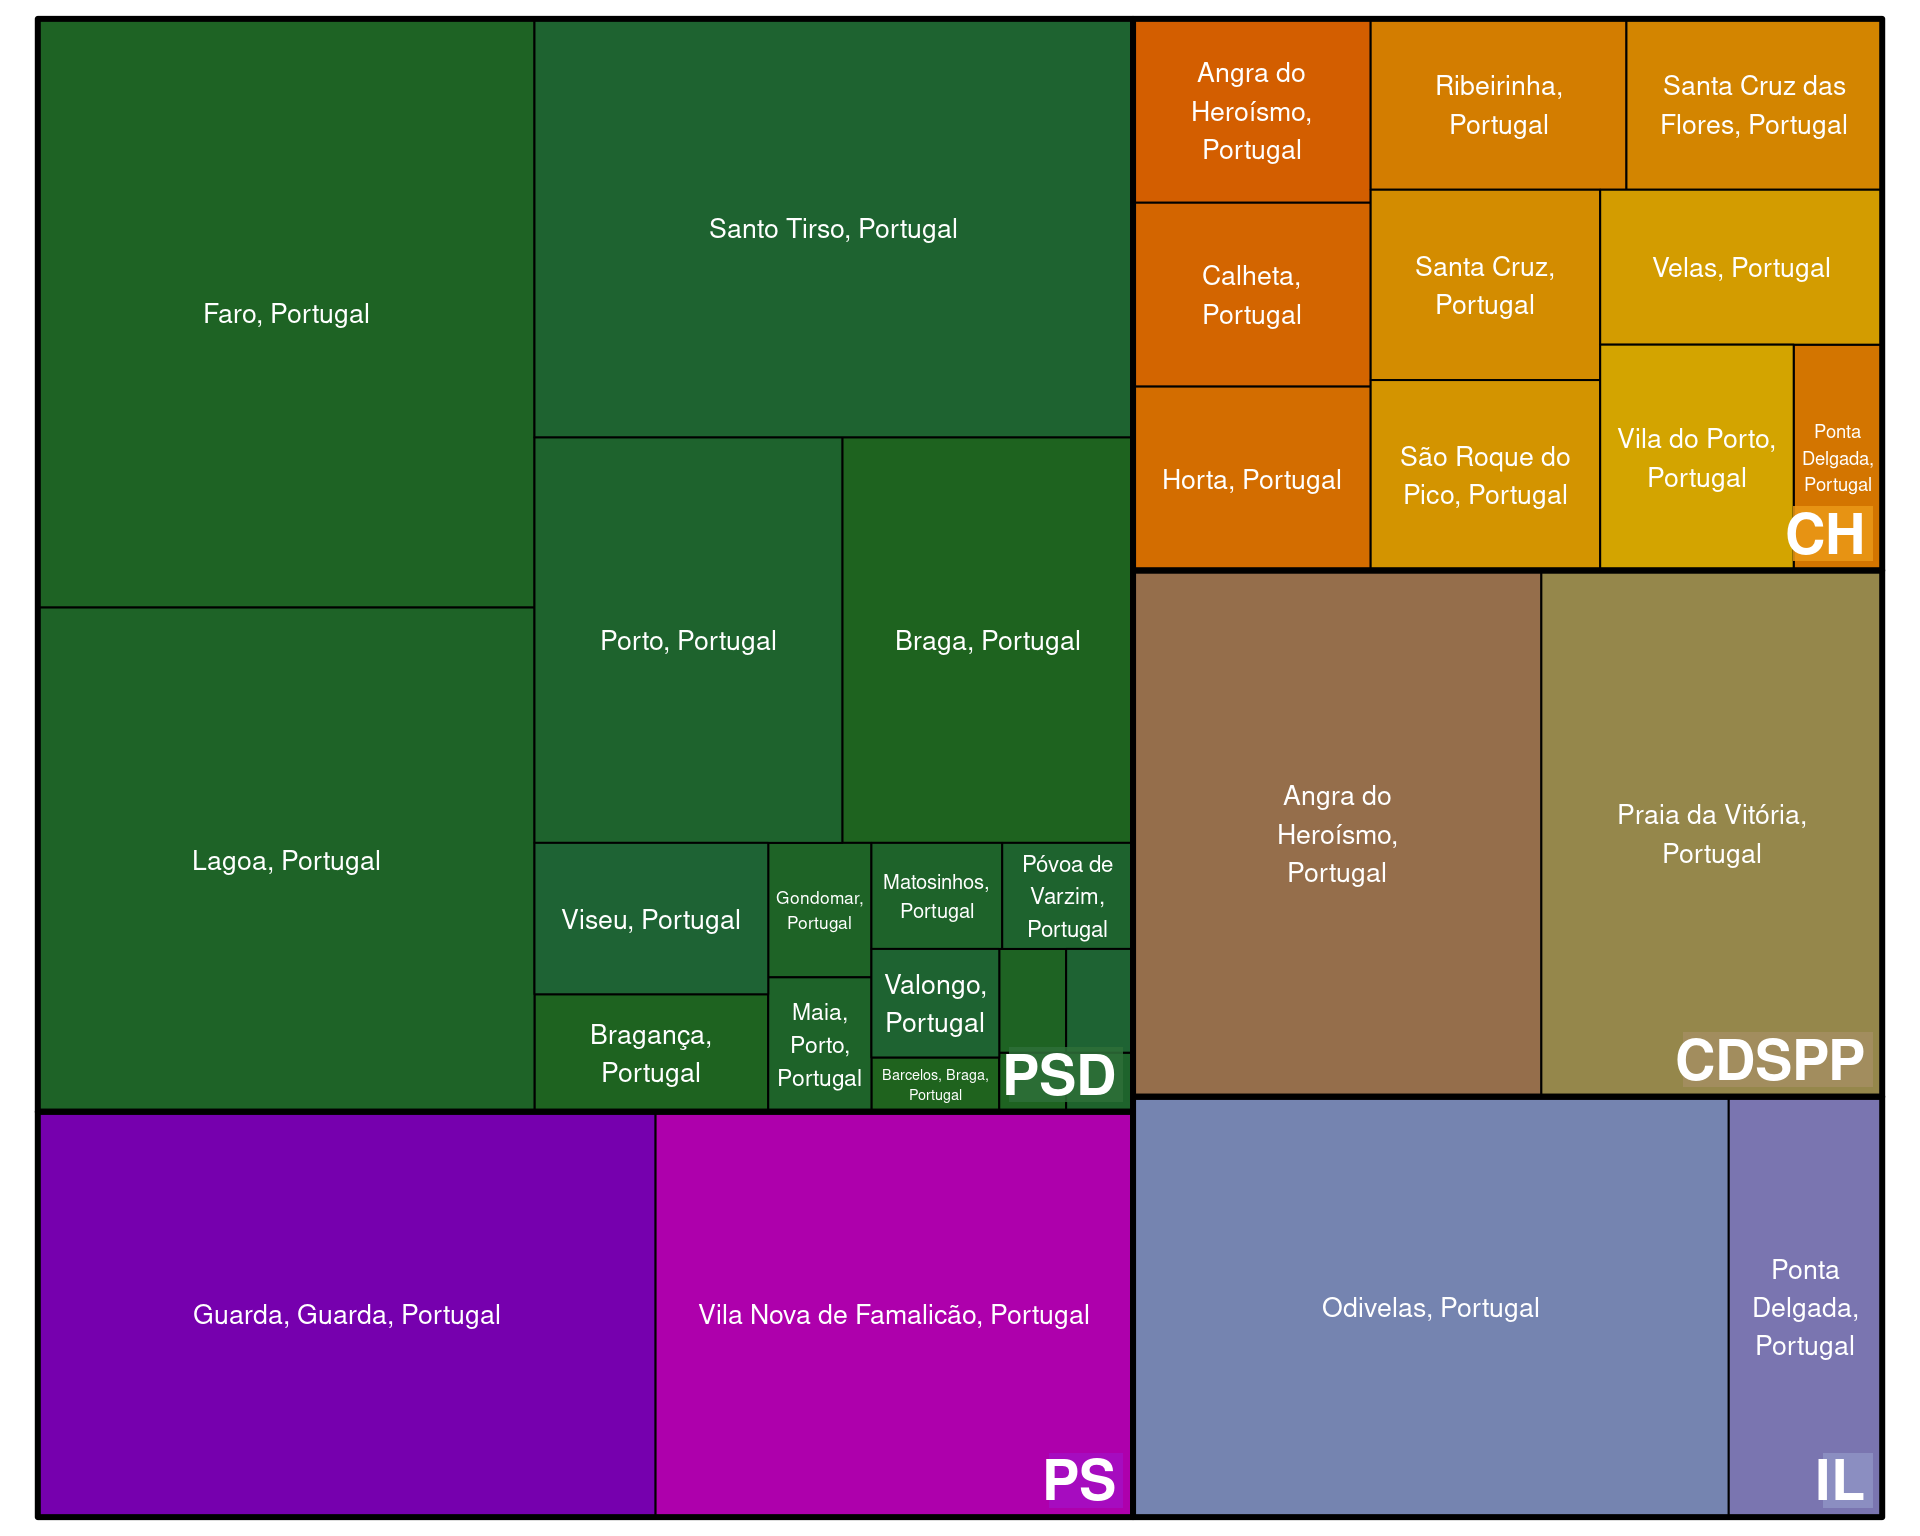 Faro, Portugal
Santo Tirso, Portugal
Lagoa, Portugal
Porto, Portugal
Braga, Portugal
Viseu, Portugal
Bragança,
Portugal
Gondomar,
Portugal
Maia,
Porto,
Portugal
Matosinhos,
Portugal
Póvoa de
Varzim,
Portugal
Valongo,
Portugal
Barcelos, Braga,
Portugal
PSD
Guarda, Guarda, Portugal
Vila Nova de Famalicão, Portugal
PS
Angra do
Heroísmo,
Portugal
Calheta,
Portugal
Horta, Portugal
Ribeirinha,
Portugal
Santa Cruz das
Flores, Portugal
Santa Cruz,
Portugal
Velas, Portugal
São Roque do
Pico, Portugal
Vila do Porto,
Portugal
Ponta
Delgada,
Portugal
CH
Angra do
Heroísmo,
Portugal
Praia da Vitória,
Portugal
CDSPP
Odivelas, Portugal
Ponta
Delgada,
Portugal
IL